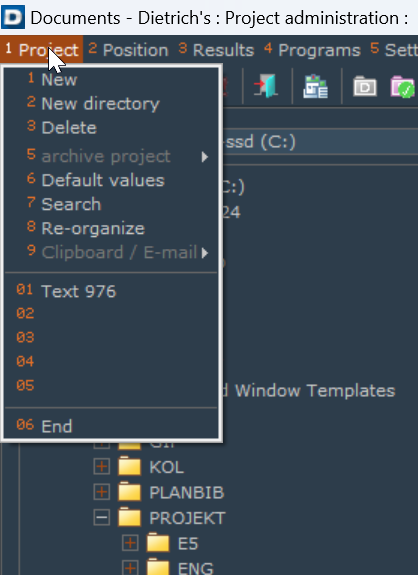 Documents - Dietrich's : Project administration :
1 Project 2 Position 3 Results 4 Programs 5 Sett
1 New
2 New directory
3 Delete
5 archive project
6 Default values
7 Search
8 Re-organize
9 Clipboard / E-mail
01 Text 976
02
03
04
05
06 End
-ssd (C:)
C:)
24
d Window Templates
KOL
PLANBIB
PROJEKT
E5
ENG